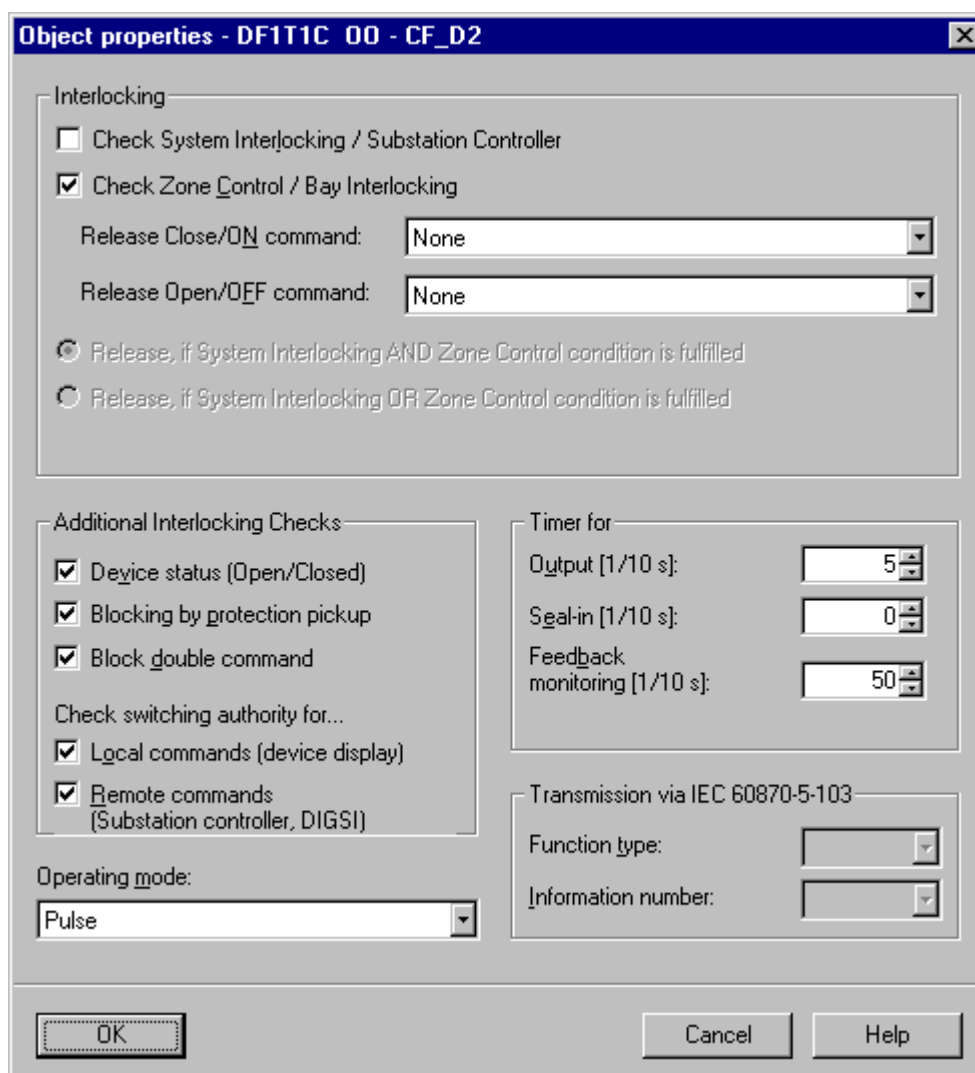 Object properties - DF1T1C OO - CF_D2
Interlocking
Check System Interlocking / Substation Controller
Check Zone Control / Bay Interlocking
Release Close/ON command:
None
Release Open/OFF command:
None
Release, if System Interlocking AND Zone Control condition is fulfilled
Release, if System Interlocking OR Zone Control condition is fulfilled
Additional Interlocking Checks
Device status (Open/Closed)
Blocking by protection pickup
Block double command
Check switching authority for...
Local commands (device display)
Remote commands
(Substation controller, DIGSI)
Operating mode:
Pulse
Timer for
Output [1/10 s]:
5
Seal-in [1/10 s]:
0
Feedback
monitoring [1/10 s]:
50
Transmission via IEC 60870-5-103
Function type:
Information number:
OK
Cancel
Help